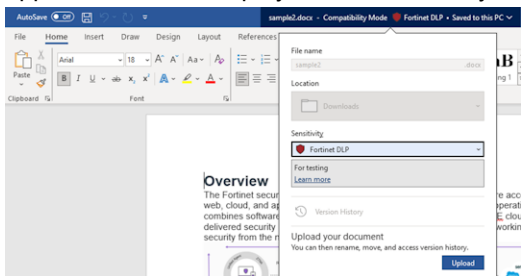 AutoSave Off
sample2.docx - Compatibility Mode Fortinet DLP • Saved to this PC
File Home Insert Draw Design Layout References
Arial 18 A^ A˅ Aa A
Paste B I U ab x₂ x² A A
Clipboard Font
File name
sample2 .docx
Location
Downloads
Sensitivity
Fortinet DLP
For testing
Learn more
Version History
Upload your document
You can then rename, move, and access version history.
Upload
Overview
The Fortinet secur
web, cloud, and ap
combines software
delivered security
security from the n